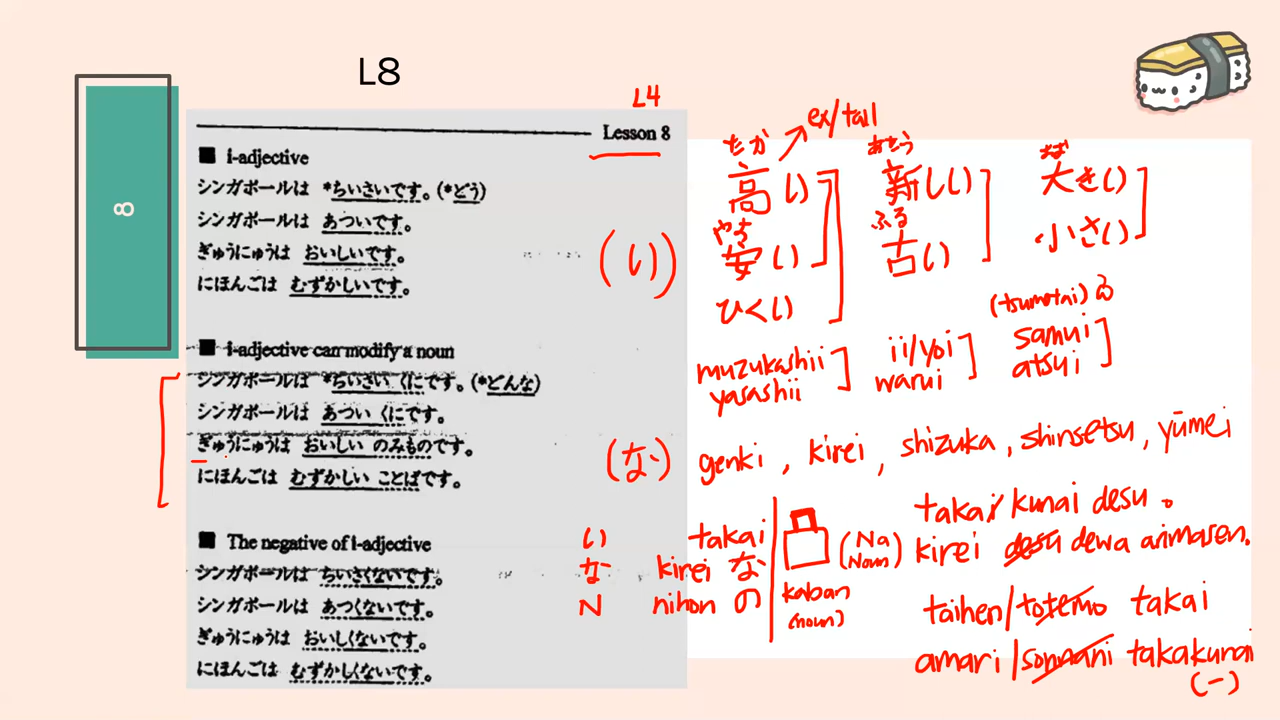 L8
8
L4
Lesson 8
■ i-adjective
シンガポールは *ちいさいです。(*どう)
シンガポールは あついです。
ぎゅうにゅうは おいしいです。
にほんごは むずかしいです。
■ i-adjective can modify a noun
シンガポールは *ちいさい くにです。(*どんな)
シンガポールは あつい くにです。
ぎゅうにゅうは おいしい のみものです。
にほんごは むずかしい ことばです。
■ The negative of i-adjective
シンガポールは ちいさくないです。
シンガポールは あつくないです。
ぎゅうにゅうは おいしくないです。
にほんごは むずかしくないです。
(い)
たか
高い
ex/tall
やす
安い
ひくい
あたら
新しい
ふる
古い
おお
大きい
小さい
muzukashii
yasashii
ii/yoi
warui
(tsumetai)
samui
atsui
(な) genki, kirei, shizuka, shinsetsu, yūmei
い takai
な kirei な
N nihon の
(Na Noun)
kaban
(noun)
takai/kunai desu.
kirei desu dewa arimasen.
taihen/totemo takai
amari/sonnani takakunai
(-)